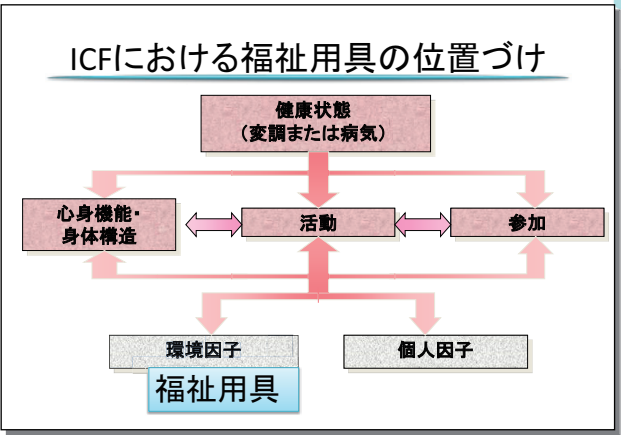 ICFにおける福祉用具の位置づけ
健康状態
（変調または病気）
心身機能・
身体構造
活動
参加
環境因子
個人因子
福祉用具